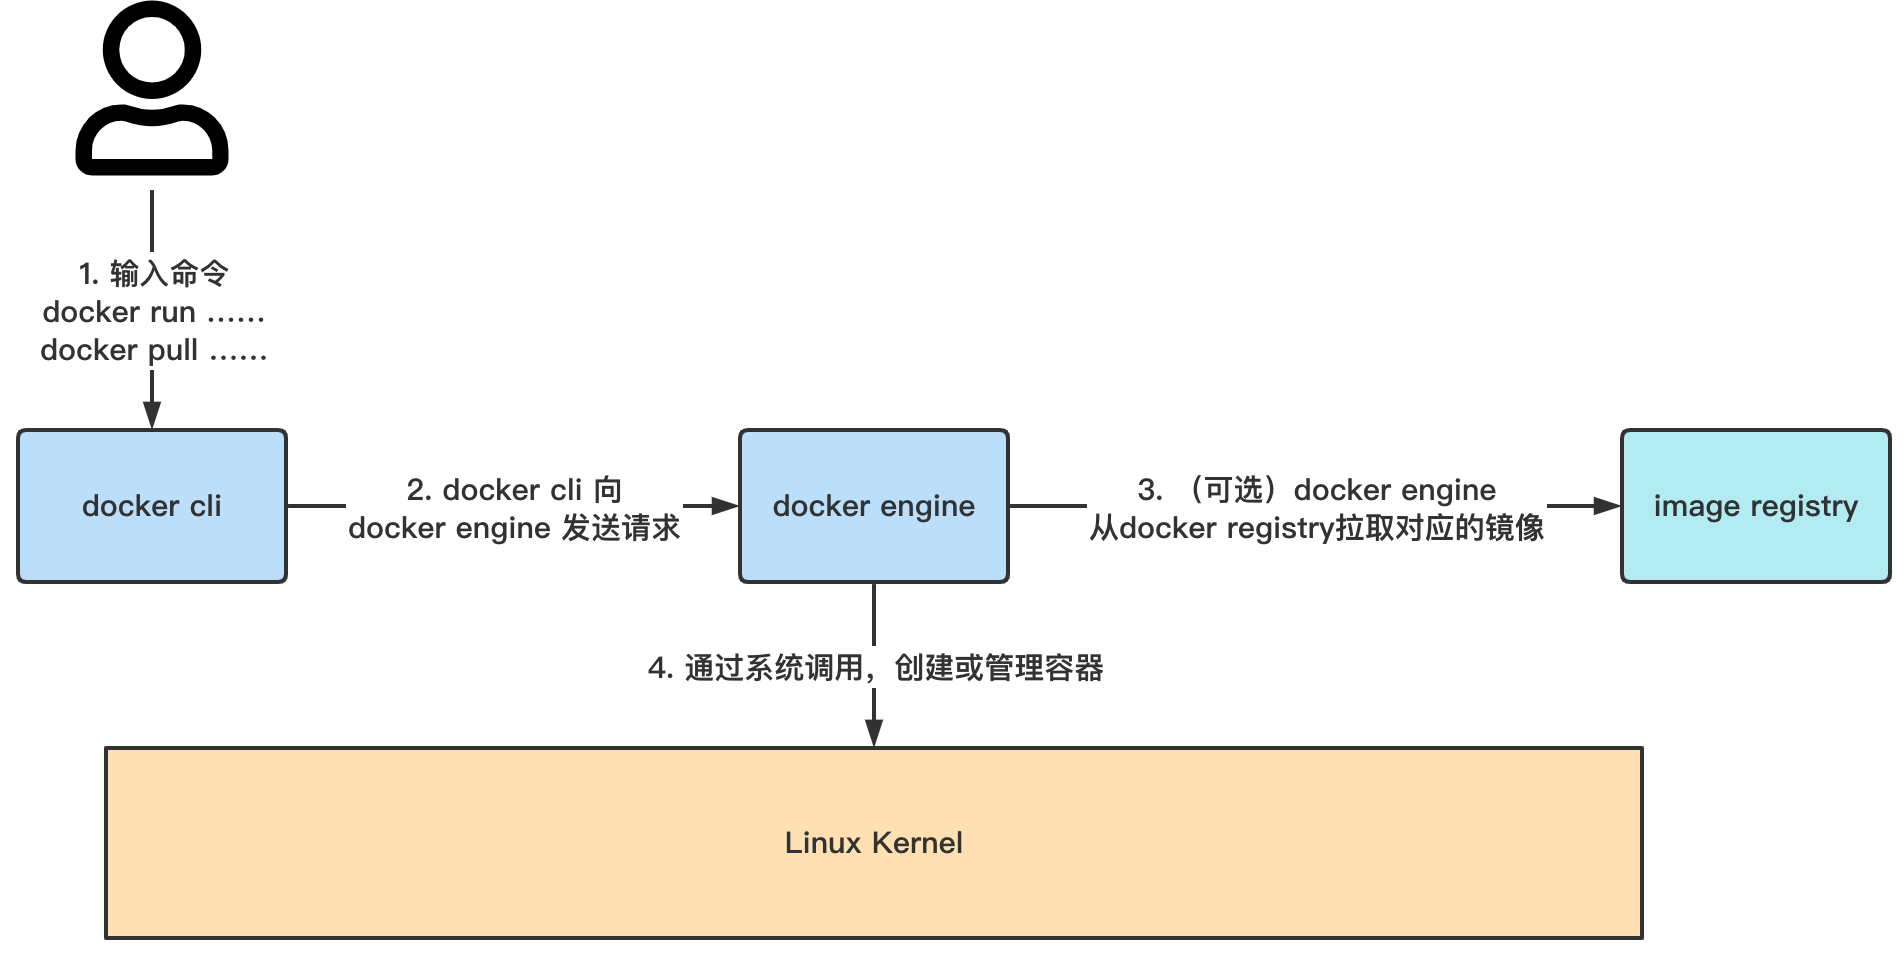 1. 输入命令
docker run ……
docker pull ……
docker cli
2. docker cli 向
docker engine 发送请求
docker engine
3. （可选）docker engine
从docker registry拉取对应的镜像
image registry
4. 通过系统调用，创建或管理容器
Linux Kernel